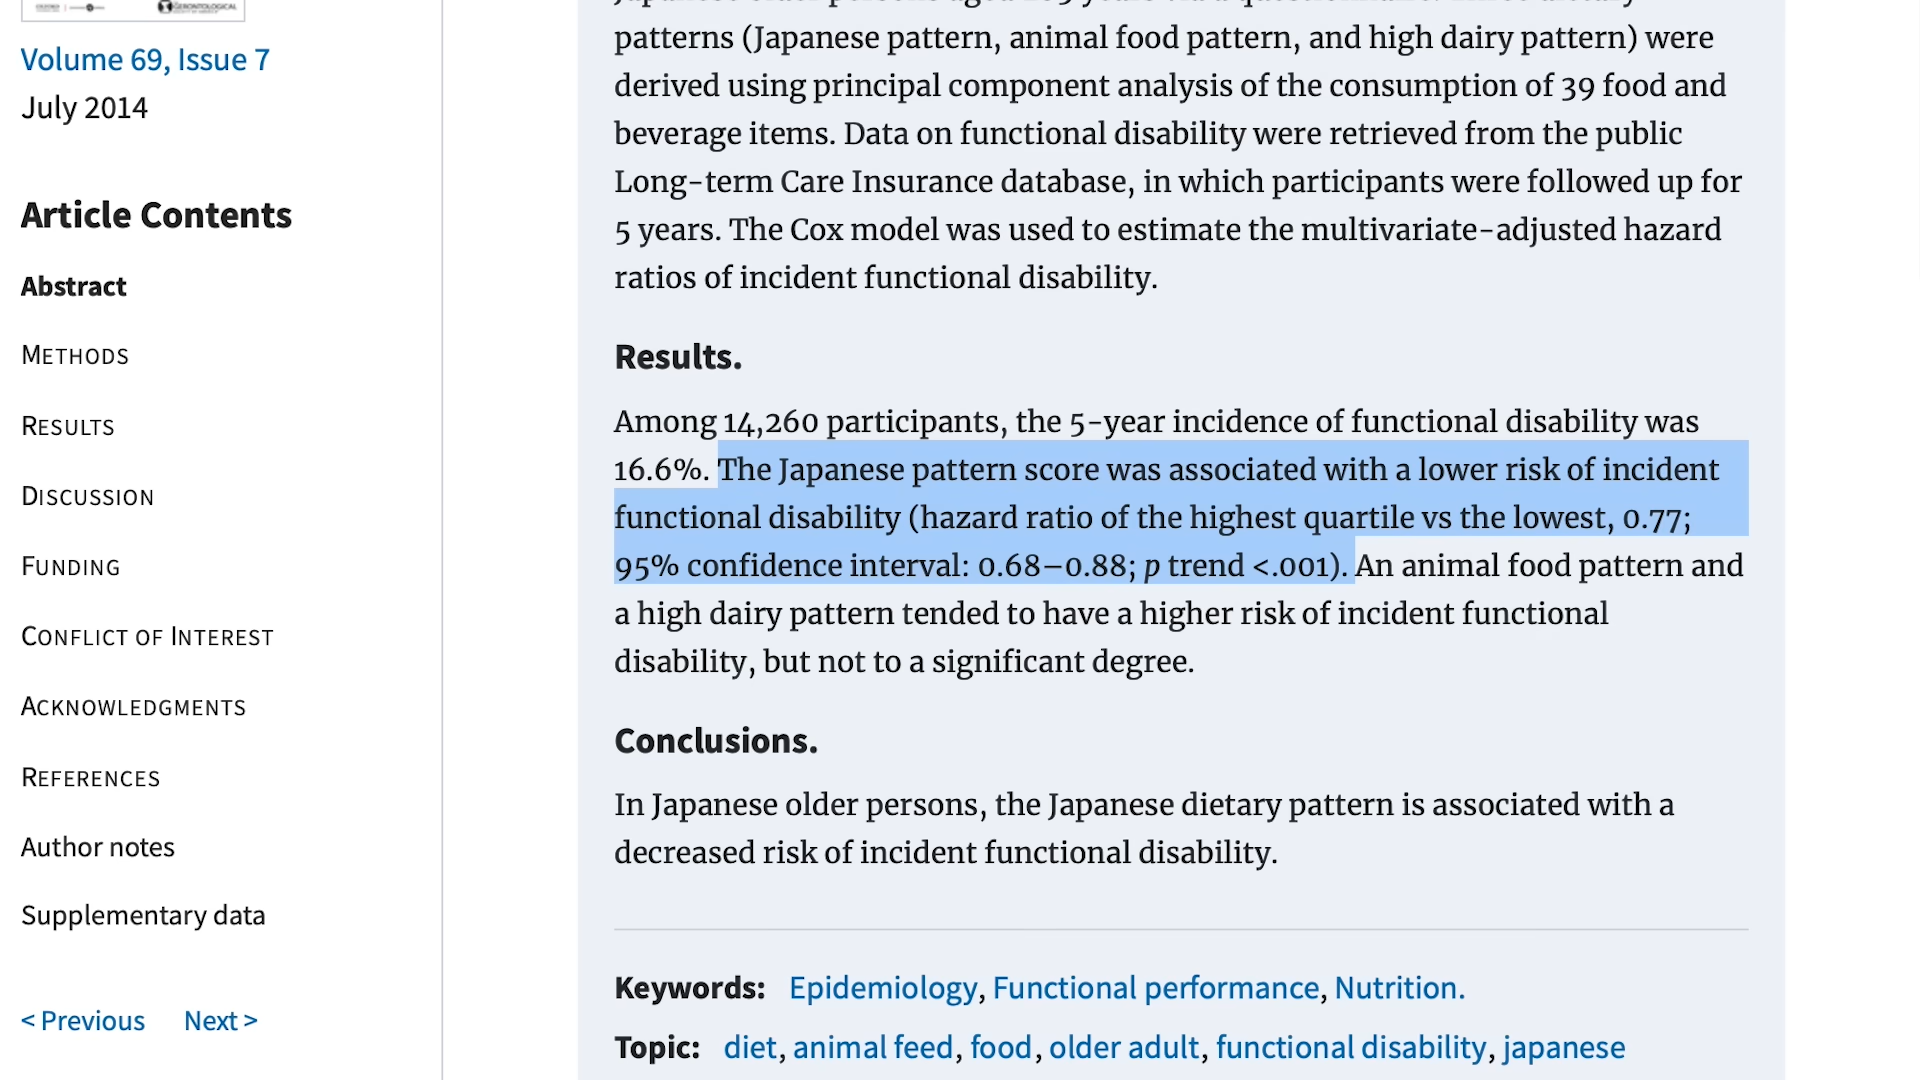 GERONTOLOGICAL
Volume 69, Issue 7
July 2014
Article Contents
Abstract
METHODS
RESULTS
DISCUSSION
FUNDING
CONFLICT OF INTEREST
ACKNOWLEDGMENTS
REFERENCES
Author notes
Supplementary data
< Previous Next >
patterns (Japanese pattern, animal food pattern, and high dairy pattern) were
derived using principal component analysis of the consumption of 39 food and
beverage items. Data on functional disability were retrieved from the public
Long-term Care Insurance database, in which participants were followed up for
5 years. The Cox model was used to estimate the multivariate-adjusted hazard
ratios of incident functional disability.
Results.
Among 14,260 participants, the 5-year incidence of functional disability was
16.6%. The Japanese pattern score was associated with a lower risk of incident
functional disability (hazard ratio of the highest quartile vs the lowest, 0.77;
95% confidence interval: 0.68–0.88; p trend <.001). An animal food pattern and
a high dairy pattern tended to have a higher risk of incident functional
disability, but not to a significant degree.
Conclusions.
In Japanese older persons, the Japanese dietary pattern is associated with a
decreased risk of incident functional disability.
Keywords: Epidemiology, Functional performance, Nutrition.
Topic: diet, animal feed, food, older adult, functional disability, japanese